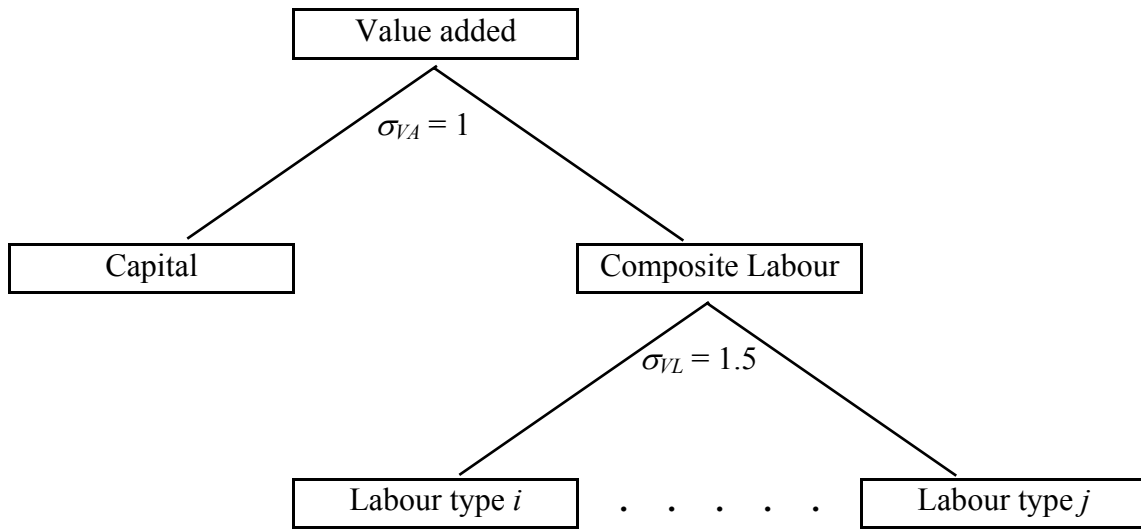 Value added
σVA = 1
Capital
Composite Labour
σVL = 1.5
Labour type i . . . . . Labour type j